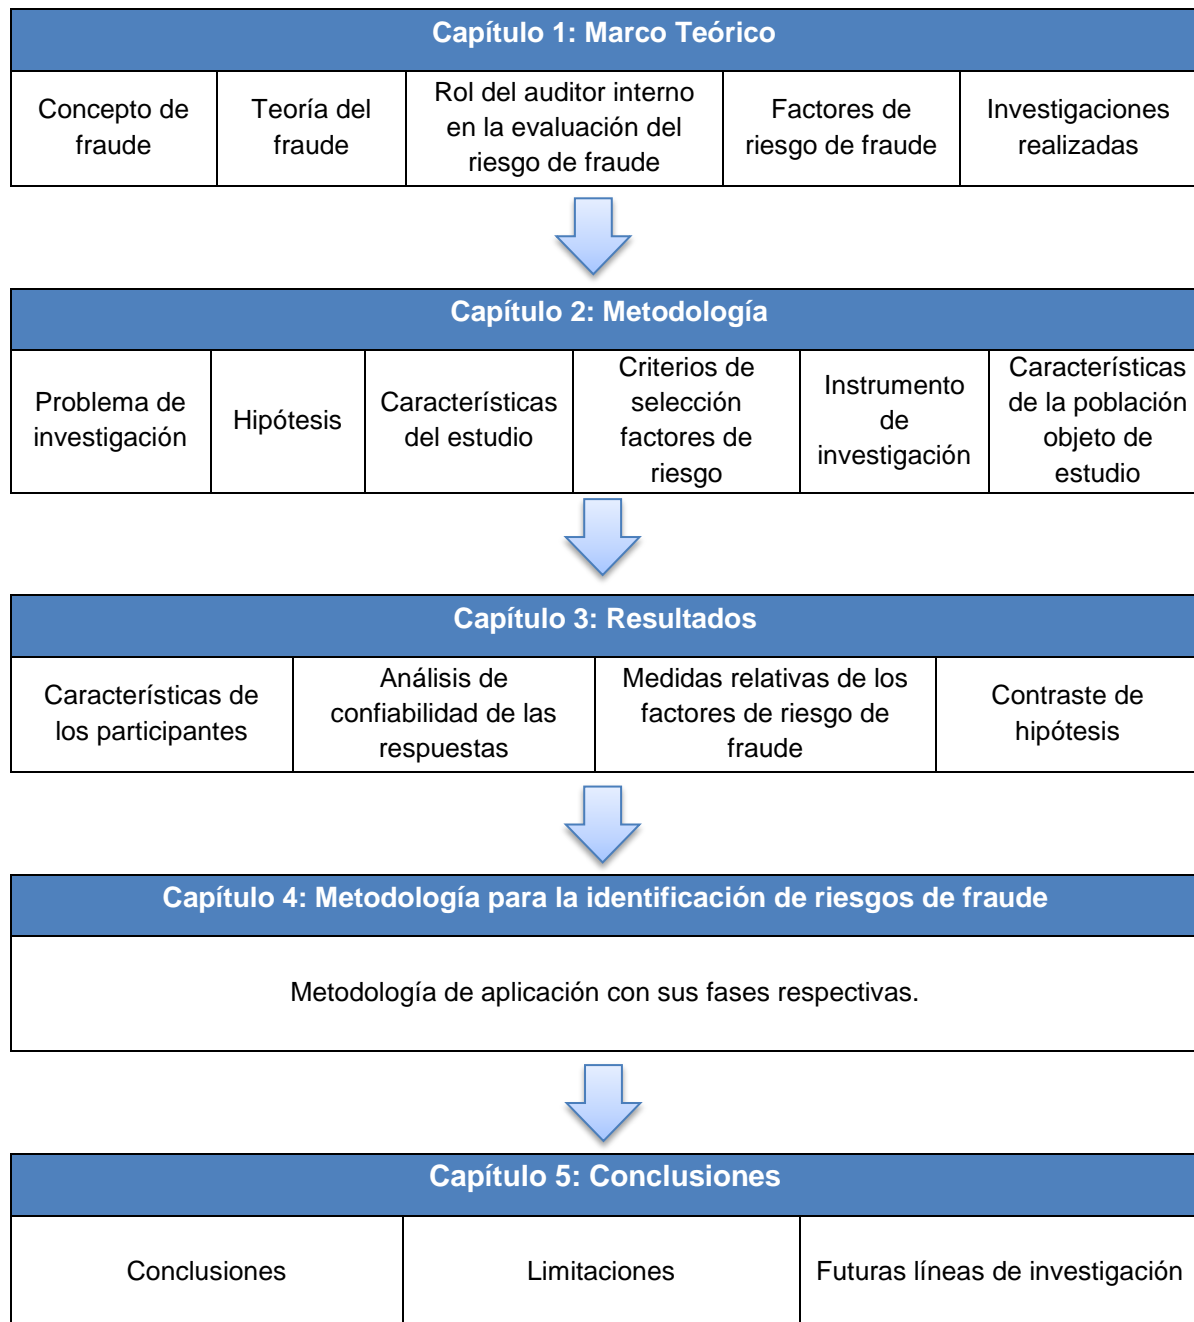 Capítulo 1: Marco Teórico
Concepto de
fraude
Teoría del
fraude
Rol del auditor interno
en la evaluación del
riesgo de fraude
Factores de
riesgo de fraude
Investigaciones
realizadas
Capítulo 2: Metodología
Problema de
investigación
Hipótesis
Características
del estudio
Criterios de
selección
factores de
riesgo
Instrumento
de
investigación
Características
de la población
objeto de
estudio
Capítulo 3: Resultados
Características de
los participantes
Análisis de
confiabilidad de las
respuestas
Medidas relativas de los
factores de riesgo de
fraude
Contraste de
hipótesis
Capítulo 4: Metodología para la identificación de riesgos de fraude
Metodología de aplicación con sus fases respectivas.
Capítulo 5: Conclusiones
Conclusiones
Limitaciones
Futuras líneas de investigación